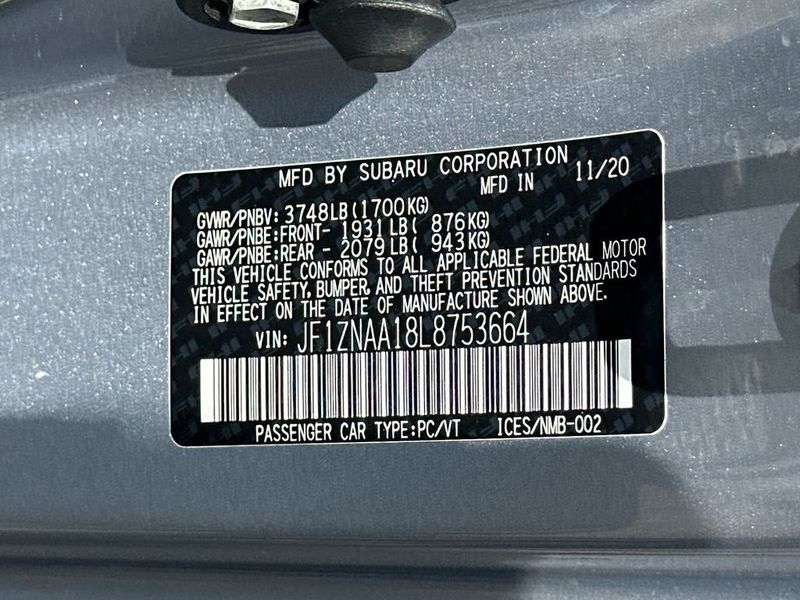 MFD BY SUBARU CORPORATION
MFD IN 11/20
GVWR/PNBV: 3748LB(1700KG)
GAWR/PNBE:FRONT- 1931LB( 876KG)
GAWR/PNBE:REAR - 2079LB( 943KG)
THIS VEHICLE CONFORMS TO ALL APPLICABLE FEDERAL MOTOR
VEHICLE SAFETY, BUMPER, AND THEFT PREVENTION STANDARDS
IN EFFECT ON THE DATE OF MANUFACTURE SHOWN ABOVE.
VIN: JF1ZNAA18L8753664
PASSENGER CAR TYPE:PC/VT ICES/NMB-002